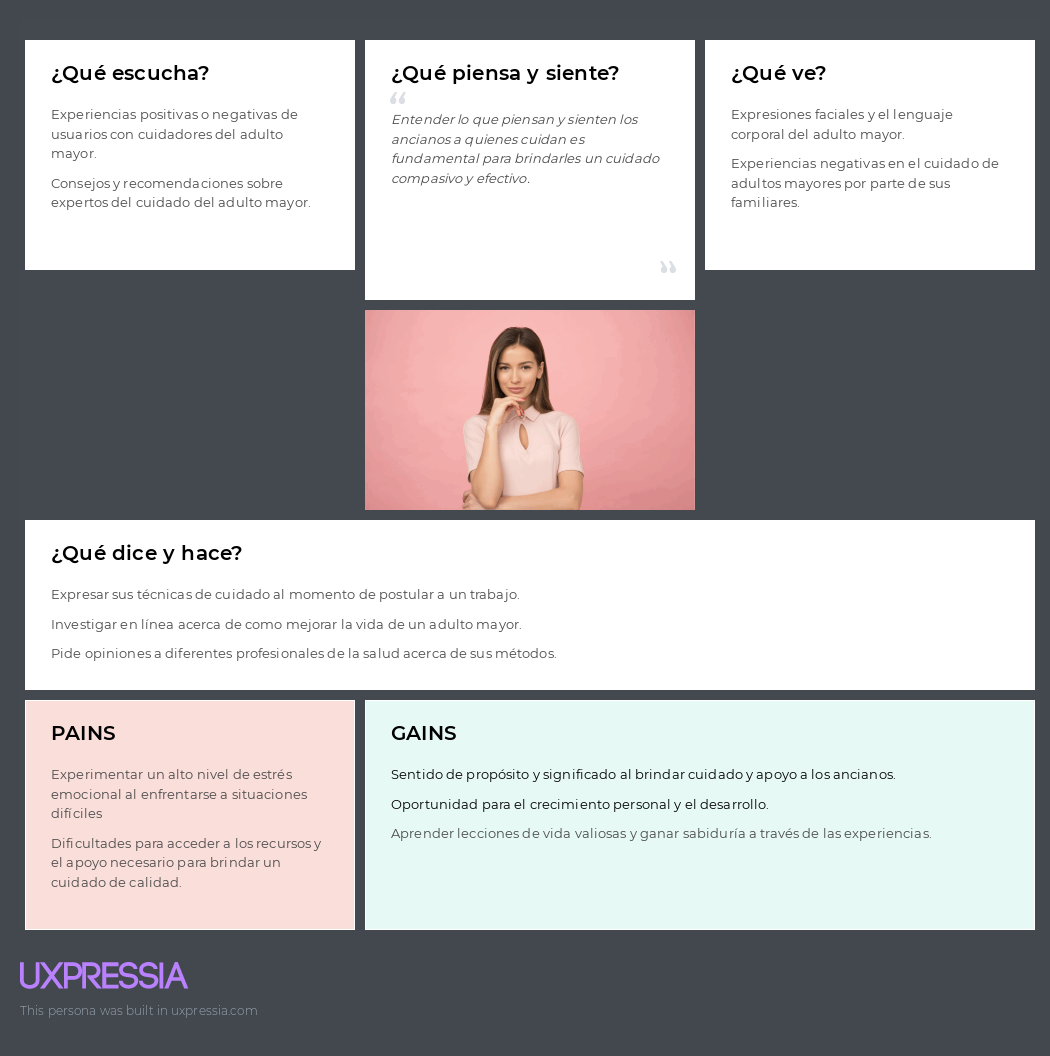 ¿Qué escucha?
Experiencias positivas o negativas de
usuarios con cuidadores del adulto
mayor.
Consejos y recomendaciones sobre
expertos del cuidado del adulto mayor.
¿Qué piensa y siente?
“
Entender lo que piensan y sienten los
ancianos a quienes cuidan es
fundamental para brindarles un cuidado
compasivo y efectivo.
”
¿Qué ve?
Expresiones faciales y el lenguaje
corporal del adulto mayor.
Experiencias negativas en el cuidado de
adultos mayores por parte de sus
familiares.
¿Qué dice y hace?
Expresar sus técnicas de cuidado al momento de postular a un trabajo.
Investigar en línea acerca de como mejorar la vida de un adulto mayor.
Pide opiniones a diferentes profesionales de la salud acerca de sus métodos.
PAINS
Experimentar un alto nivel de estrés
emocional al enfrentarse a situaciones
difíciles
Dificultades para acceder a los recursos y
el apoyo necesario para brindar un
cuidado de calidad.
GAINS
Sentido de propósito y significado al brindar cuidado y apoyo a los ancianos.
Oportunidad para el crecimiento personal y el desarrollo.
Aprender lecciones de vida valiosas y ganar sabiduría a través de las experiencias.
UXPRESSIA
This persona was built in uxpressia.com